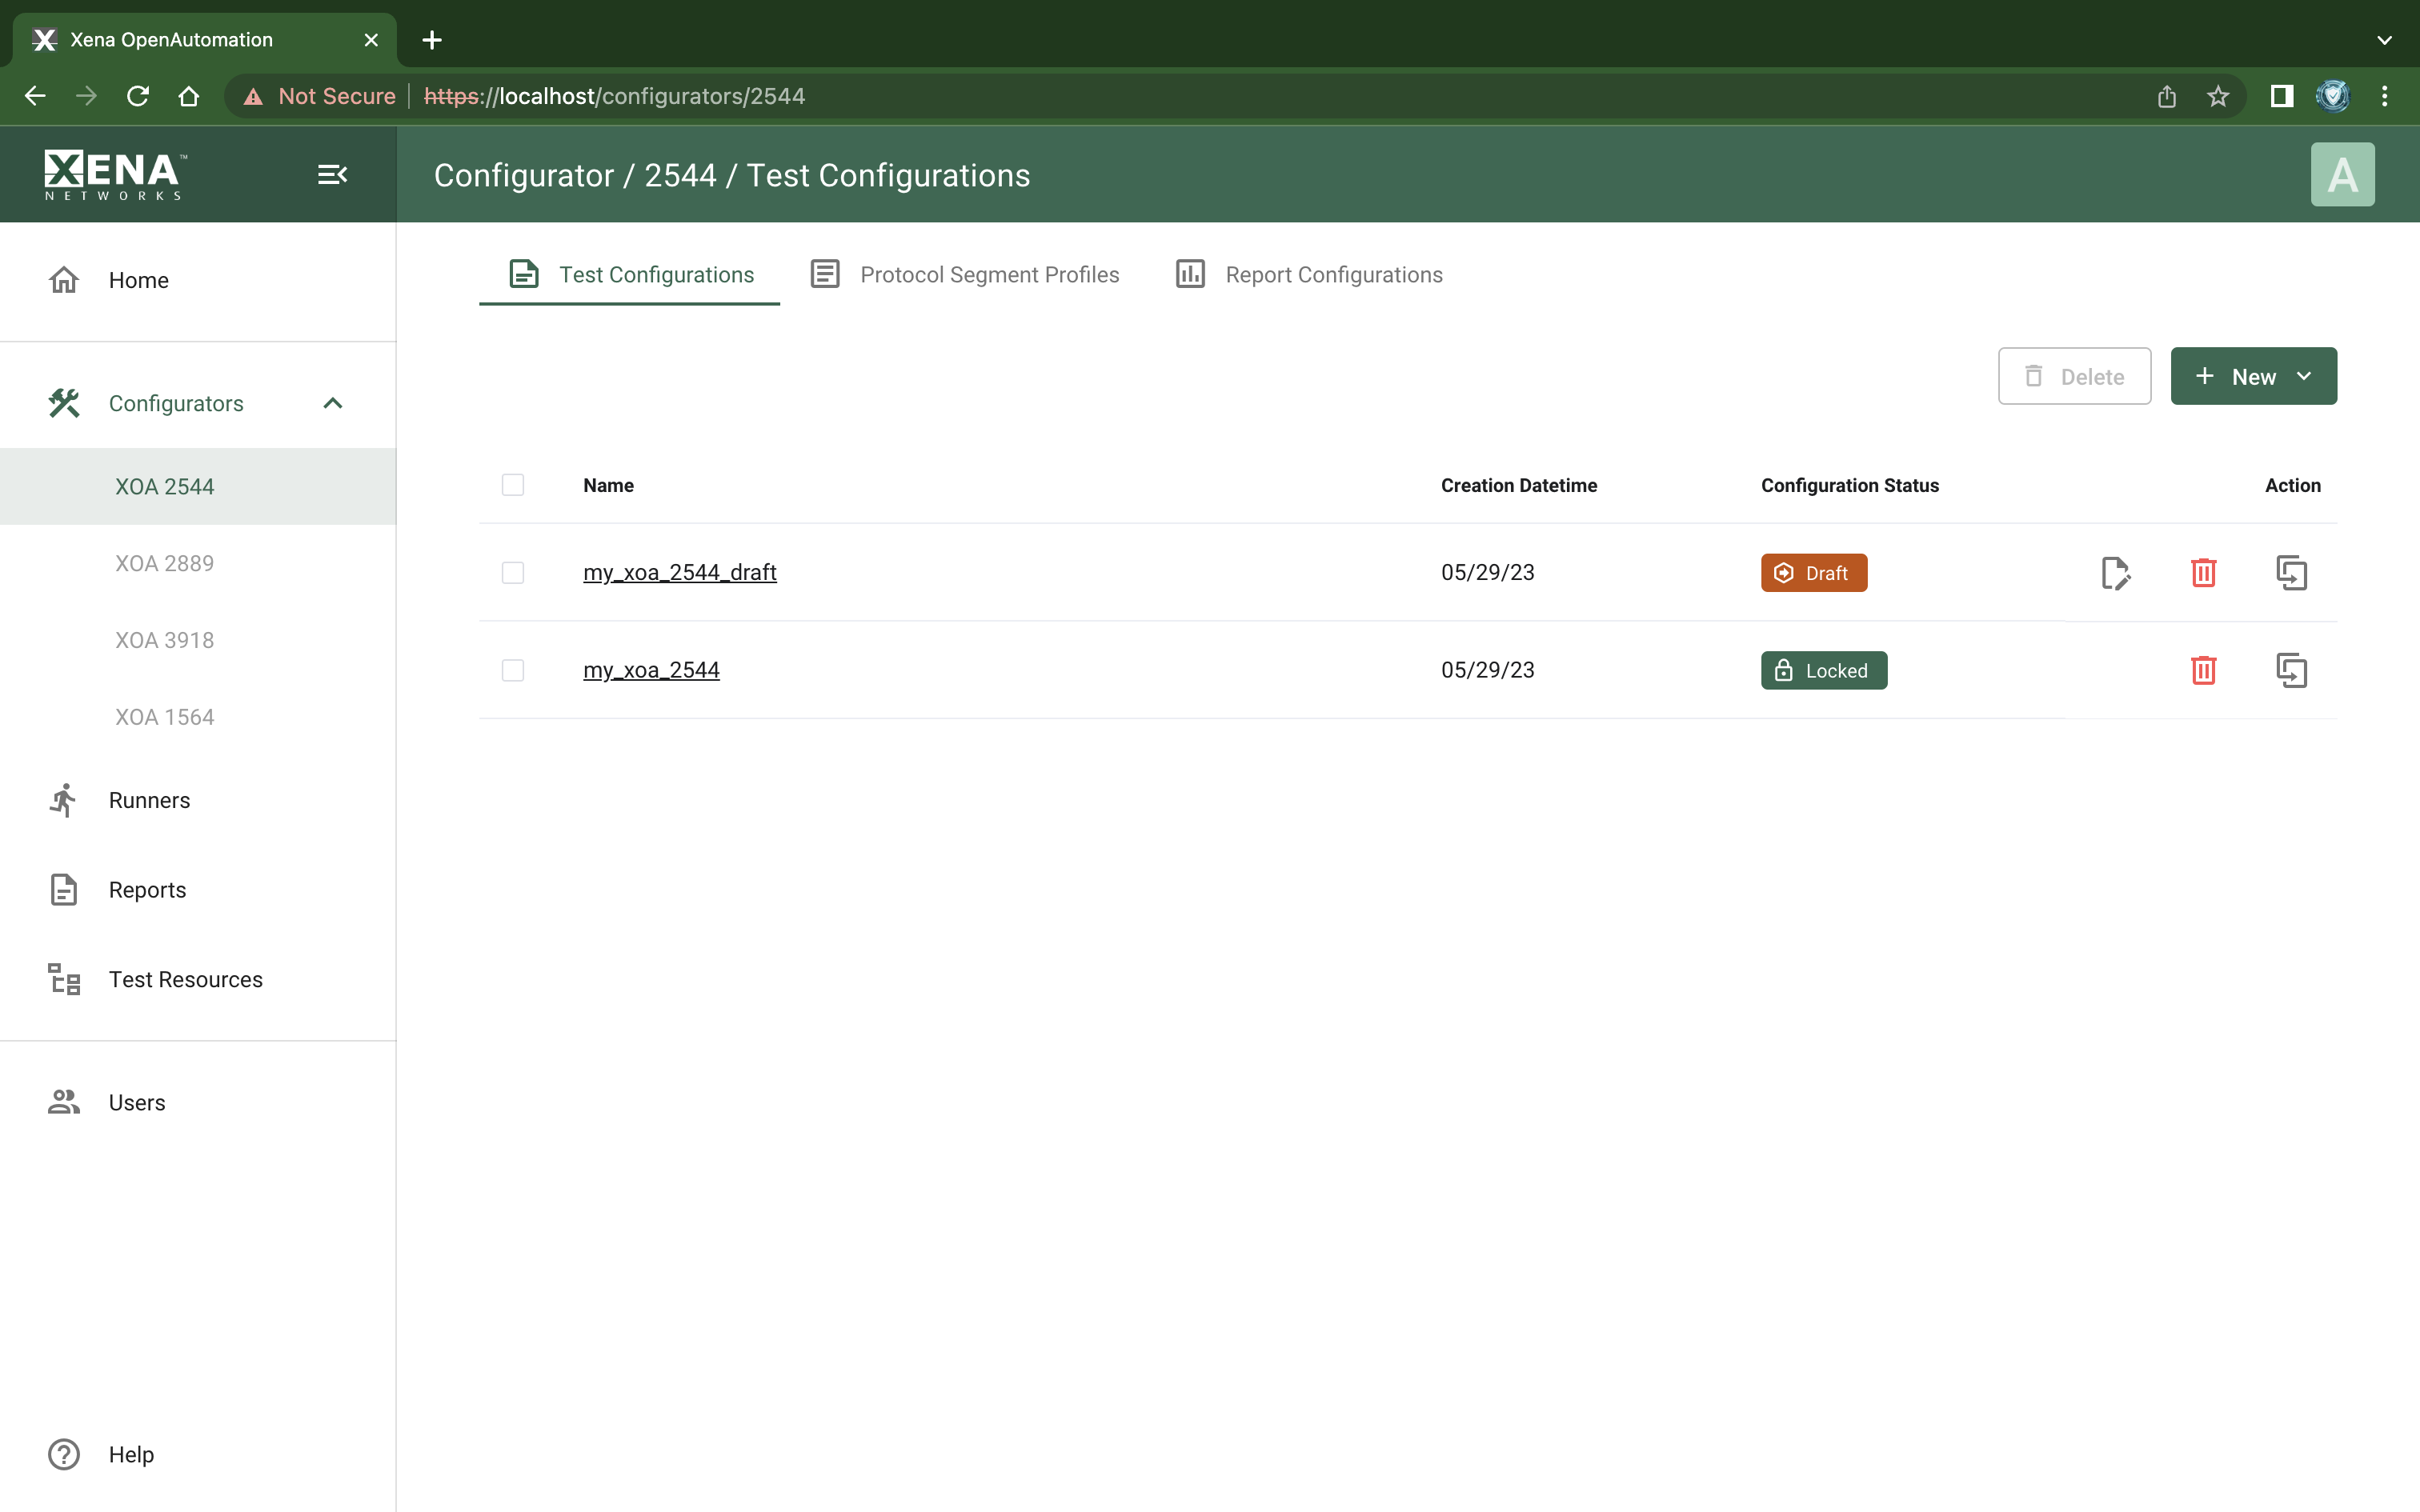 Xena OpenAutomation
Not Secure https://localhost/configurators/2544
XENA™
NETWORKS
Configurator / 2544 / Test Configurations
A
Home
Configurators
XOA 2544
XOA 2889
XOA 3918
XOA 1564
Runners
Reports
Test Resources
Users
Help
Test Configurations Protocol Segment Profiles Report Configurations
Delete New
Name Creation Datetime Configuration Status Action
my_xoa_2544_draft 05/29/23 Draft
my_xoa_2544 05/29/23 Locked